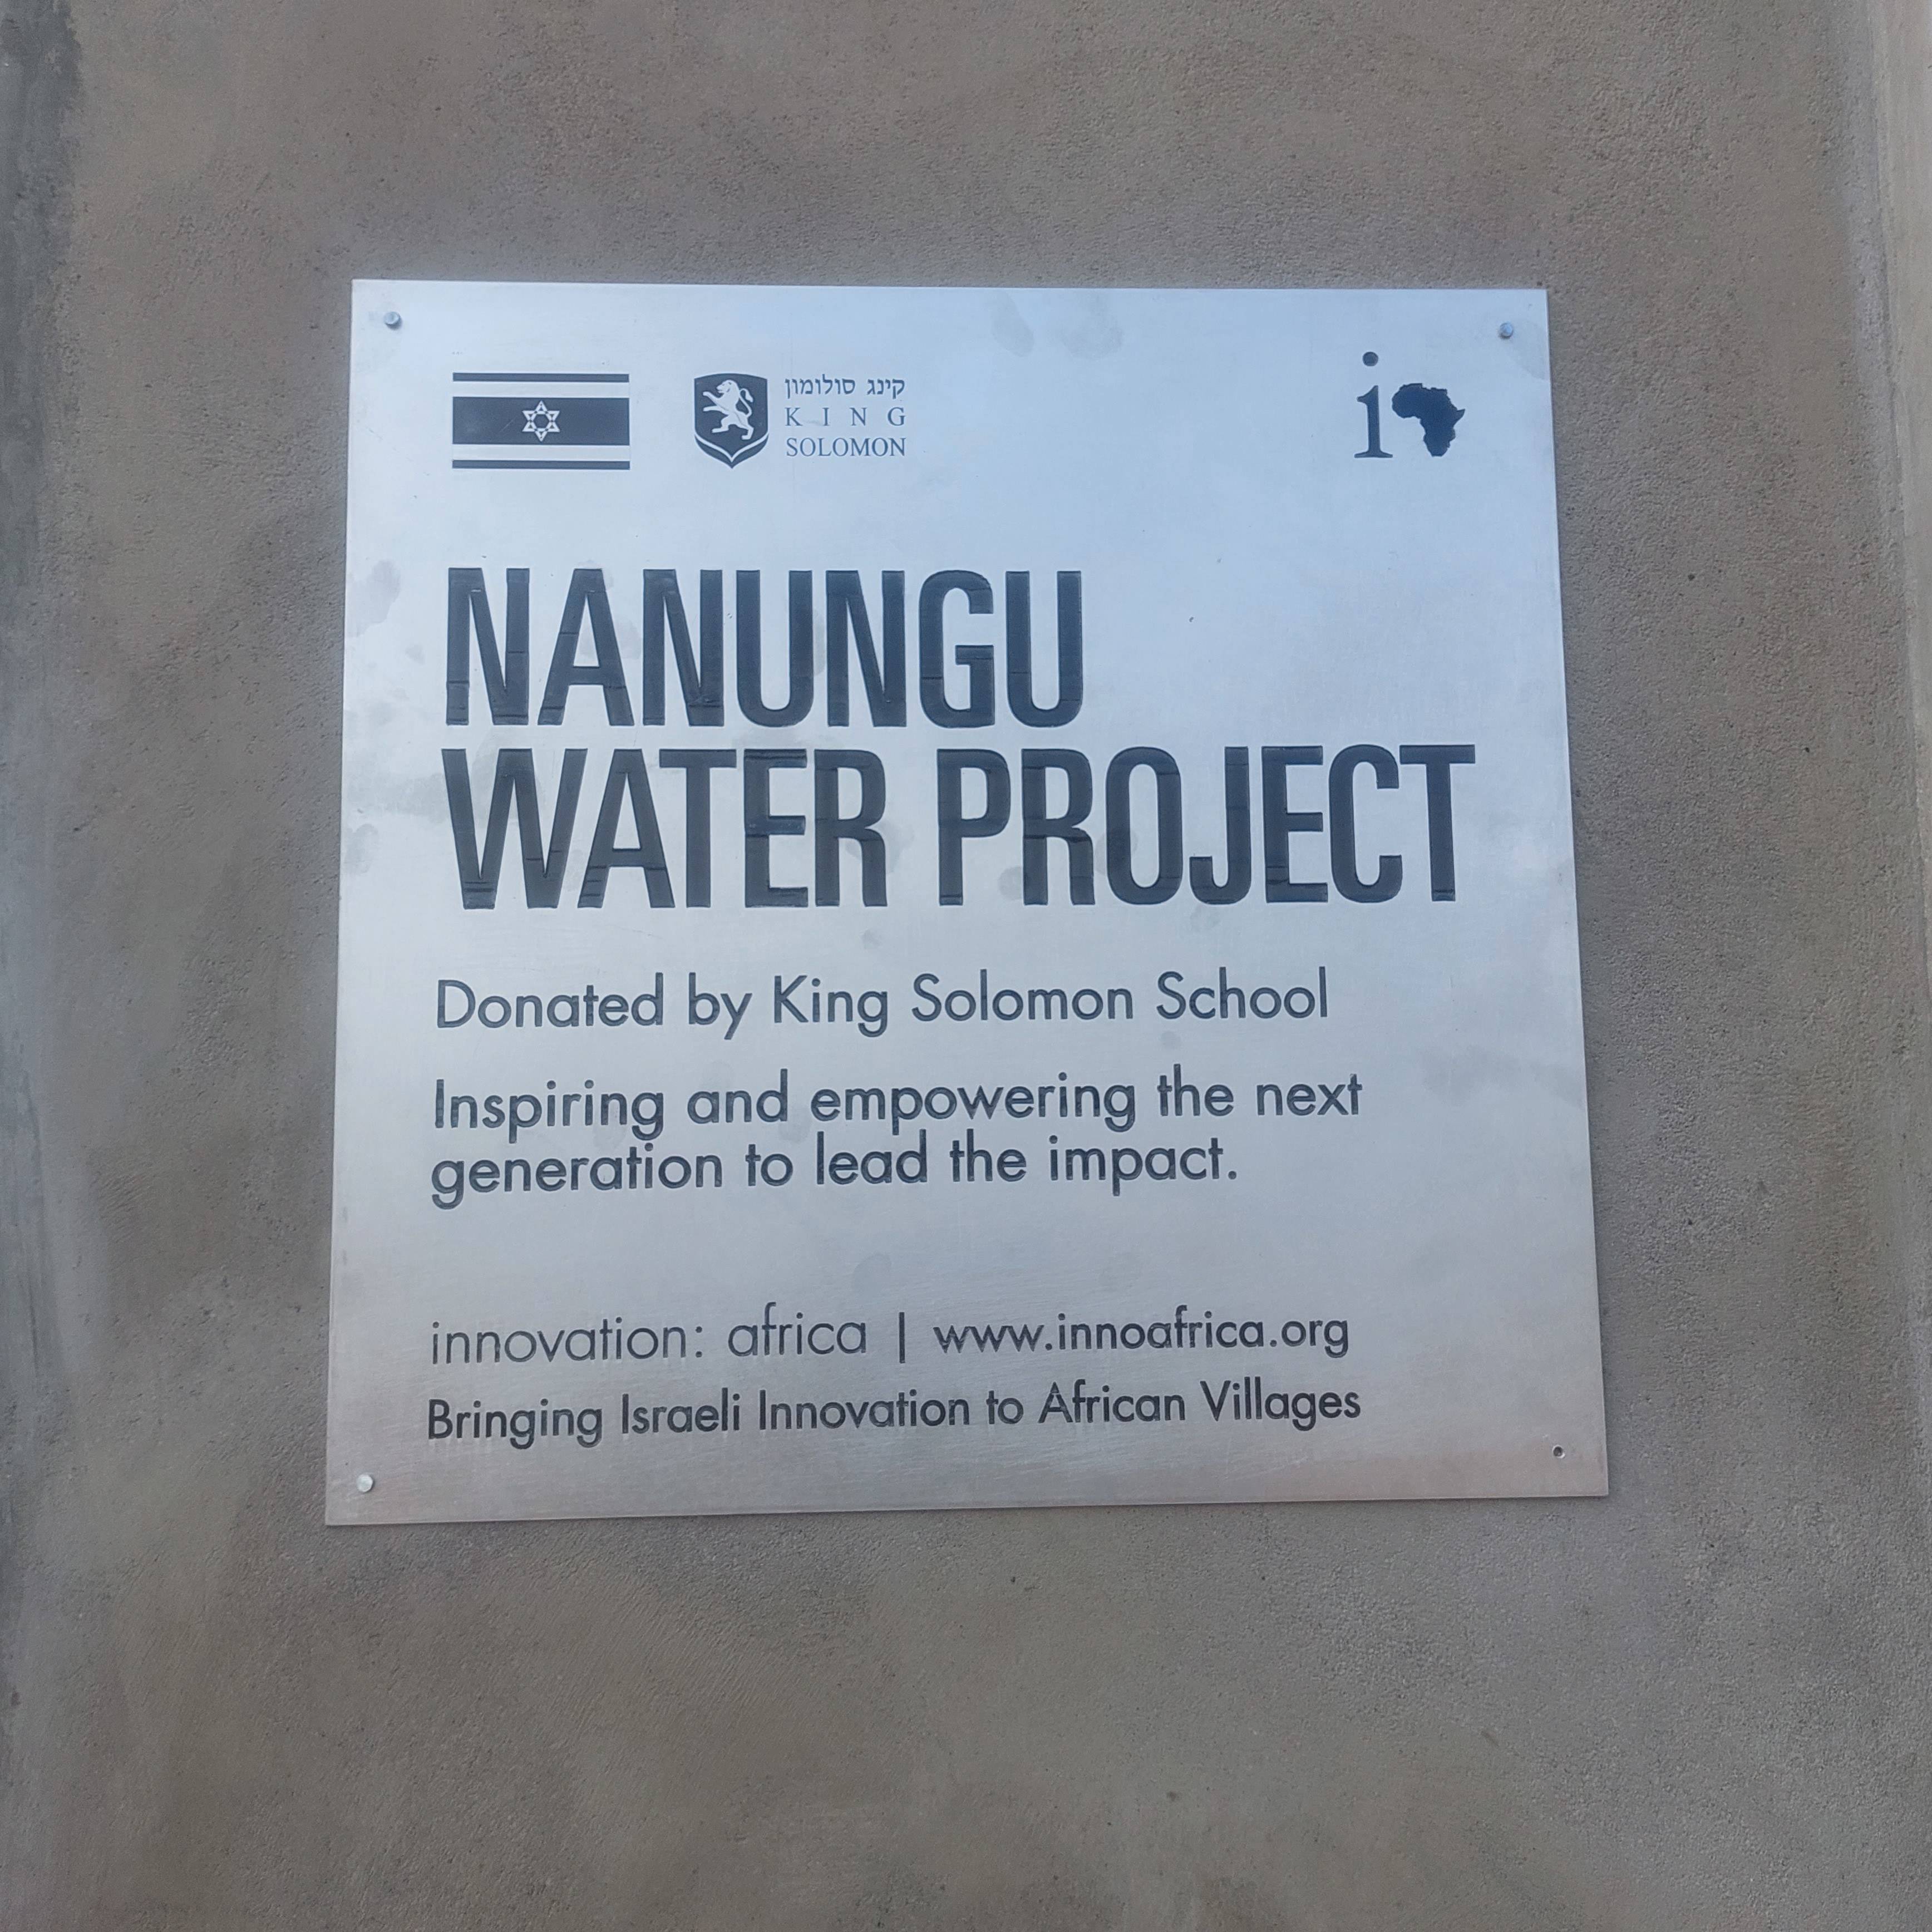 קינג סולומון
KING
SOLOMON
i
NANUNGU
WATER PROJECT
Donated by King Solomon School
Inspiring and empowering the next
generation to lead the impact.
innovation: africa | www.innoafrica.org
Bringing Israeli Innovation to African Villages